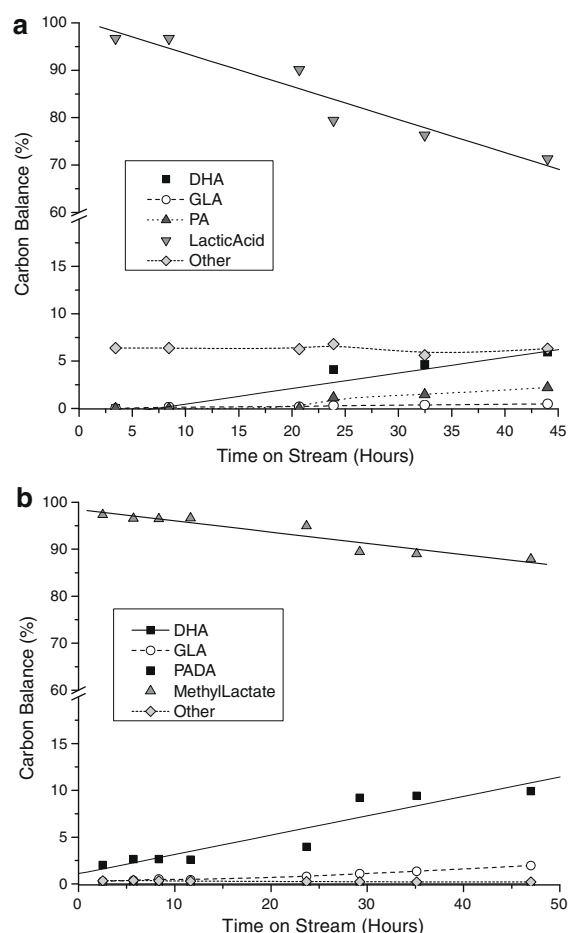 a
100
90
80
70
60
15
10
5
0
Carbon Balance (%)
DHA
GLA
PA
LacticAcid
Other
0 5 10 15 20 25 30 35 40 45
Time on Stream (Hours)
b
100
90
80
70
60
15
10
5
0
Carbon Balance (%)
DHA
GLA
PADA
MethylLactate
Other
0 10 20 30 40 50
Time on Stream (Hours)